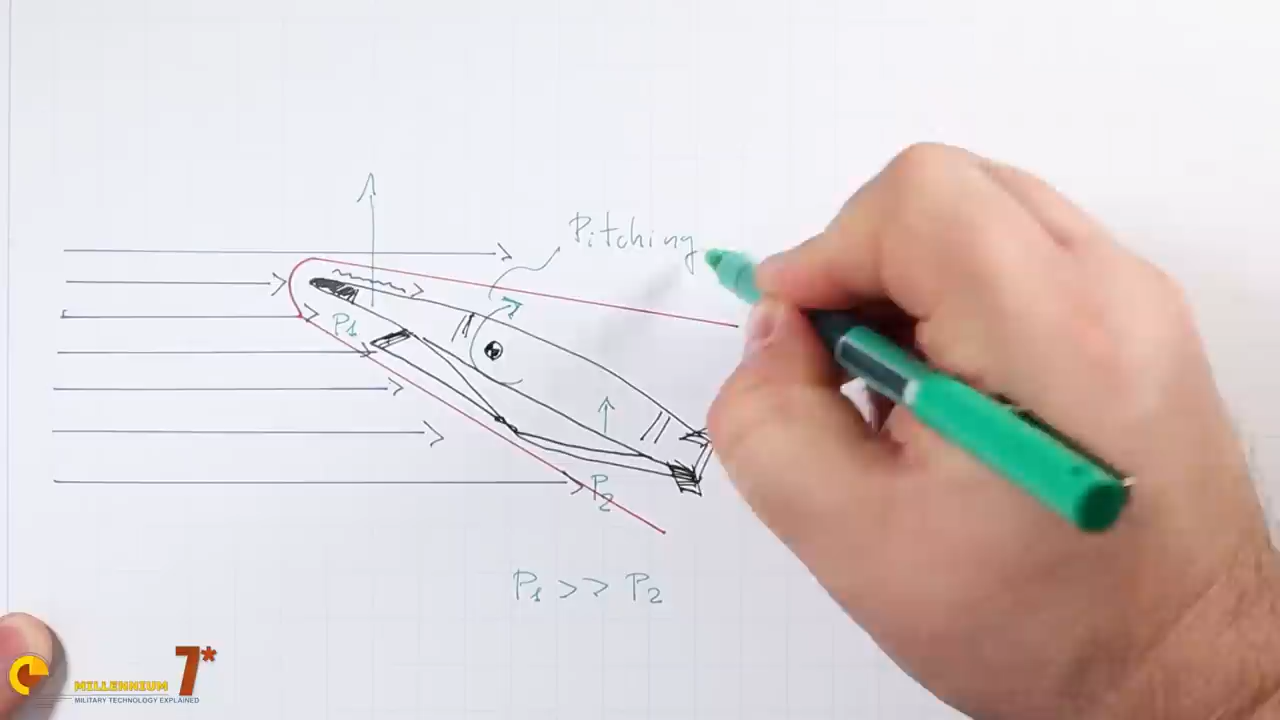 Pitching
P1
P2
P1 >> P2
7*
MILLENNIUM
MILITARY TECHNOLOGY EXPLAINED